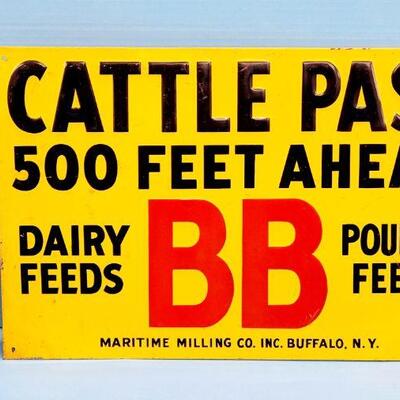 CATTLE PAS
500 FEET AHEA
DAIRY
FEEDS
BB
POU
FEE
MARITIME MILLING CO. INC. BUFFALO, N.Y.